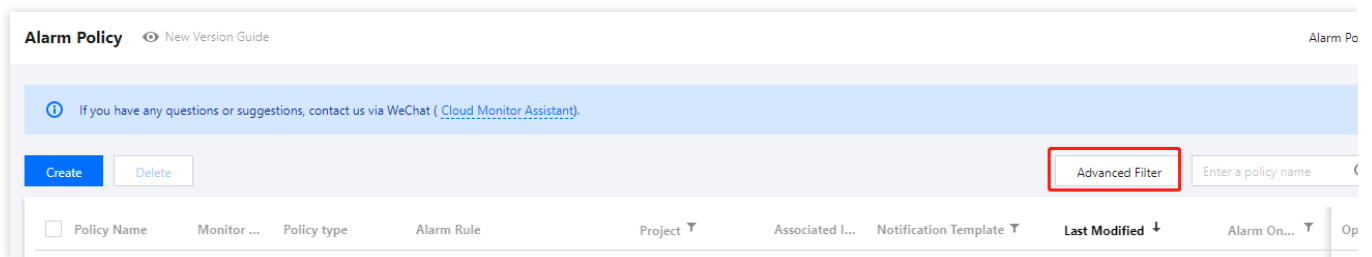 Alarm Policy New Version Guide Alarm Po
If you have any questions or suggestions, contact us via WeChat ( Cloud Monitor Assistant).
Create Delete Advanced Filter Enter a policy name
Policy Name Monitor ... Policy type Alarm Rule Project Associated I... Notification Template Last Modified Alarm On... Op